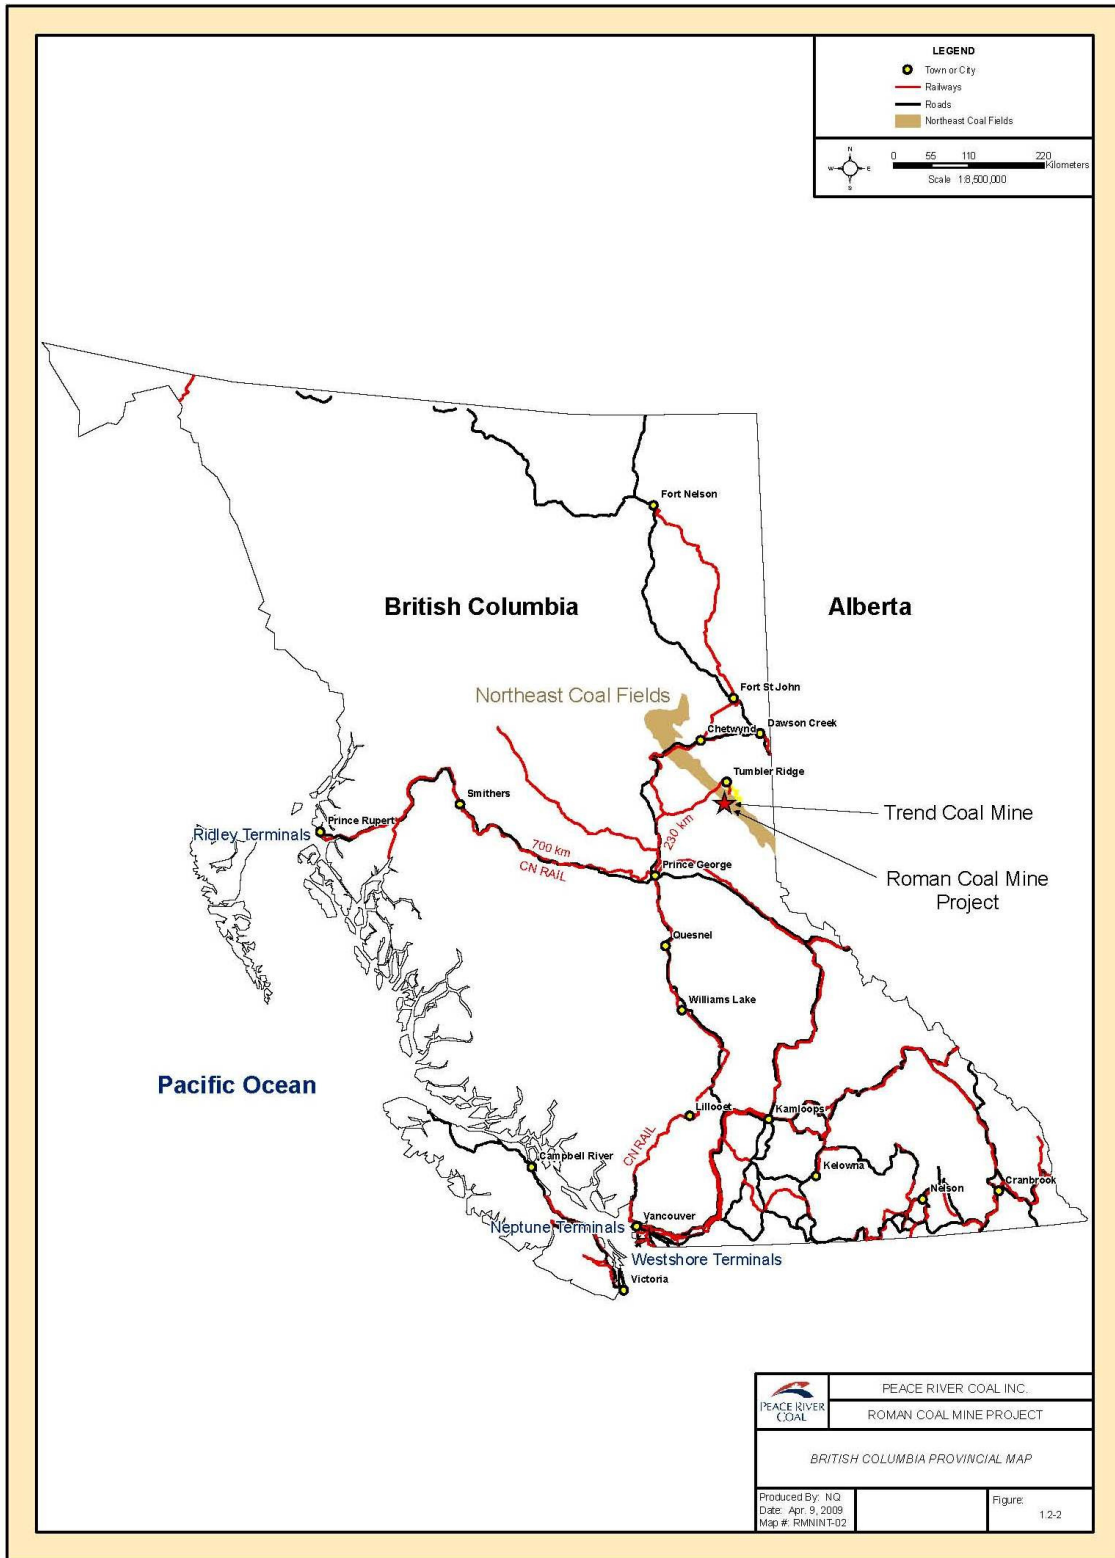 LEGEND
Town or City
Railways
Roads
Northeast Coal Fields
N
W E
S
0 55 110 220
Kilometers
Scale 1:8,500,000
Fort Nelson
British Columbia
Alberta
Fort St John
Northeast Coal Fields
Dawson Creek
Chetwynd
Tumbler Ridge
Smithers
Trend Coal Mine
Prince Rupert
Ridley Terminals
230 km
700 km
CN RAIL
Prince George
Roman Coal Mine
Project
Quesnel
Williams Lake
Pacific Ocean
Lillooet
Kamloops
CN RAIL
Campbell River
Kelowna
Nelson
Cranbrook
Vancouver
Neptune Terminals
Westshore Terminals
Victoria
PEACE RIVER
COAL
PEACE RIVER COAL INC.
ROMAN COAL MINE PROJECT
BRITISH COLUMBIA PROVINCIAL MAP
Produced By: NQ
Date: Apr. 9, 2009
Map #: RMNINT-02
Figure:
1.2-2